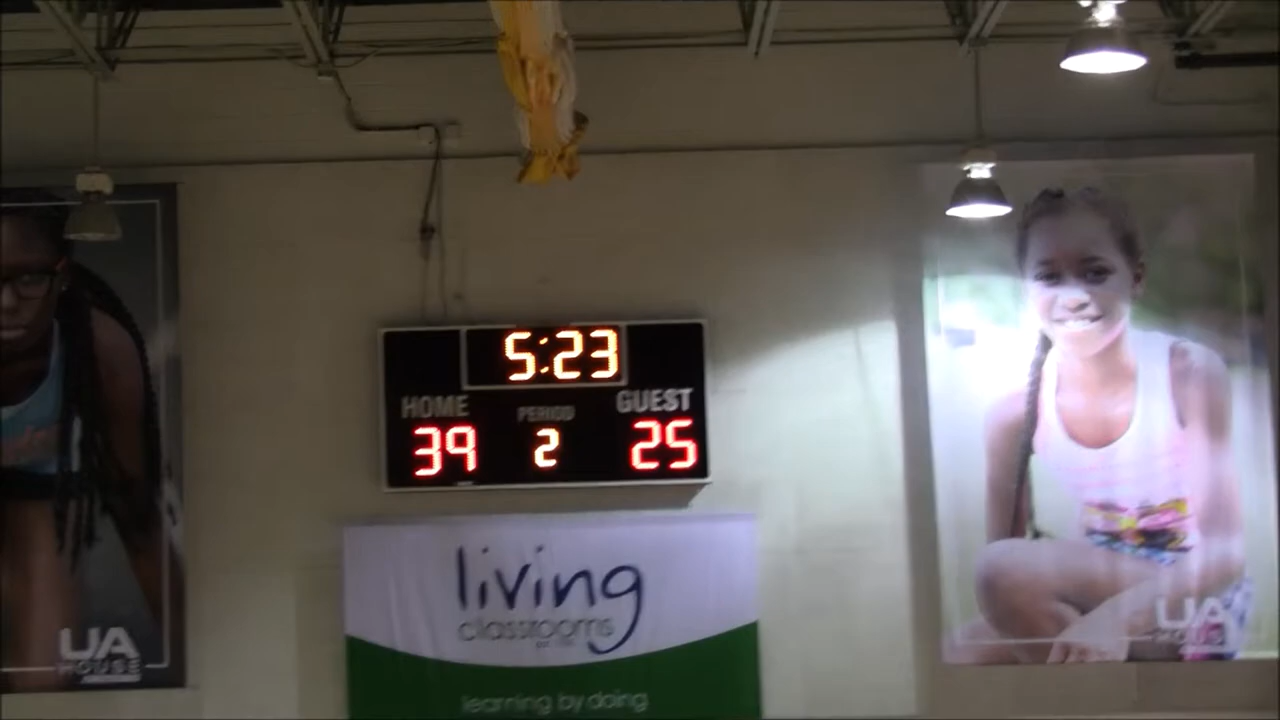 5:23
HOME PERIOD GUEST
39 2 25
living
classrooms
learning by doing
UA
HOUSE
UA
HOUSE